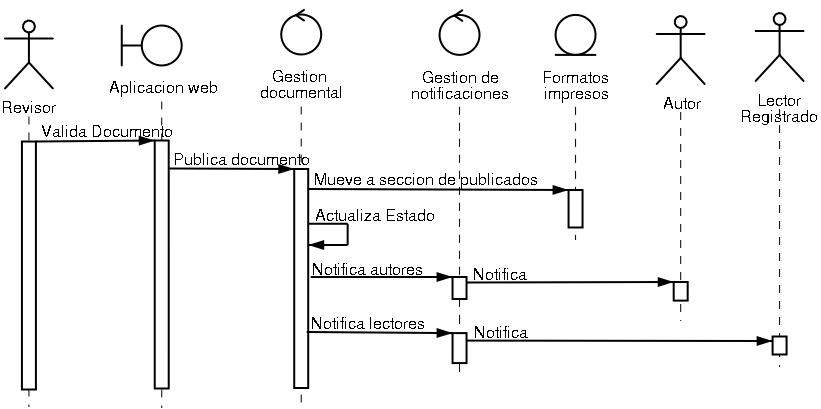 Revisor
Aplicacion web
Gestion
documental
Gestion de
notificaciones
Formatos
impresos
Autor
Lector
Registrado
Valida Documento
Publica documento
Mueve a seccion de publicados
Actualiza Estado
Notifica autores
Notifica
Notifica lectores
Notifica